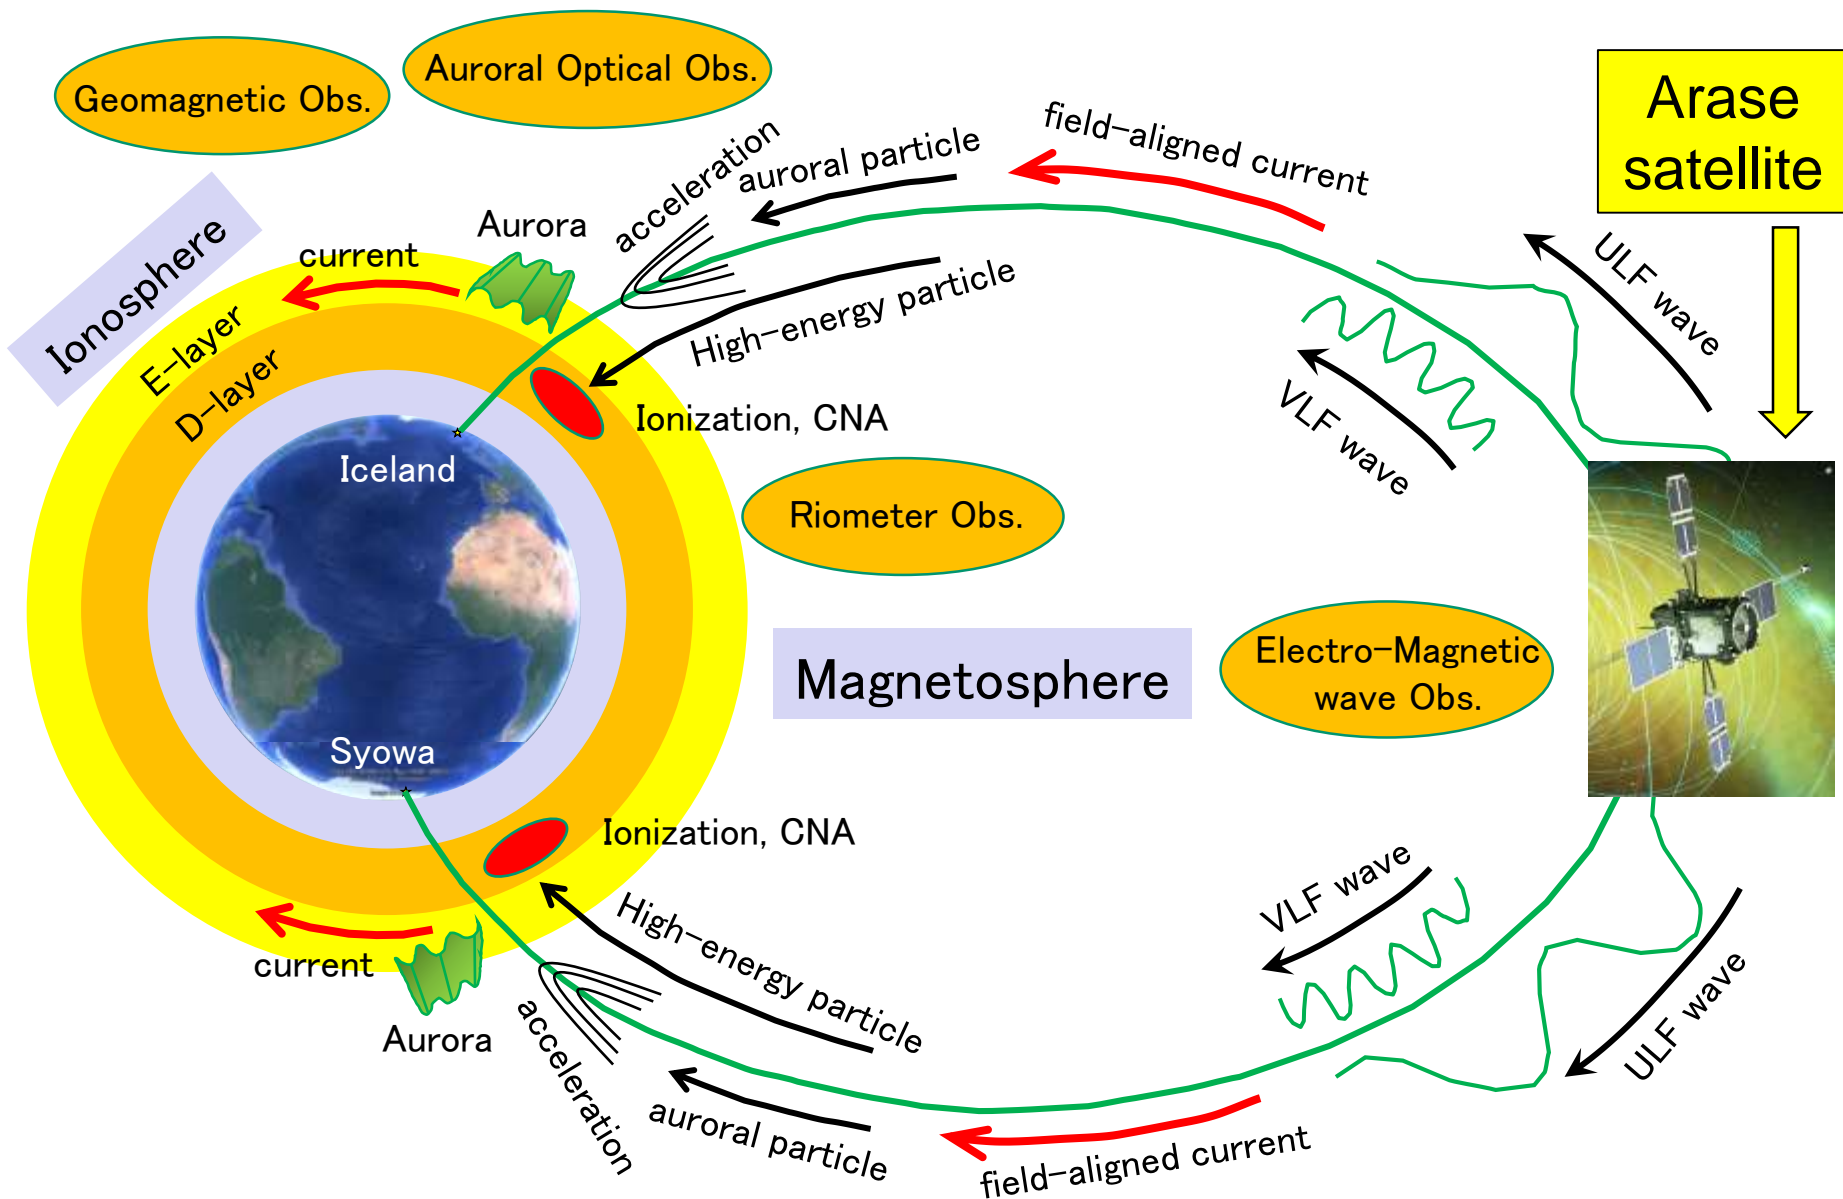 Geomagnetic Obs.
Auroral Optical Obs.
Arase
satellite
acceleration
auroral particle
field-aligned current
Ionosphere
current
Aurora
ULF wave
High-energy particle
E-layer
D-layer
VLF wave
Ionization, CNA
Iceland
Riometer Obs.
Magnetosphere
Electro-Magnetic
wave Obs.
Syowa
Ionization, CNA
VLF wave
High-energy particle
current
Aurora
acceleration
ULF wave
auroral particle
field-aligned current